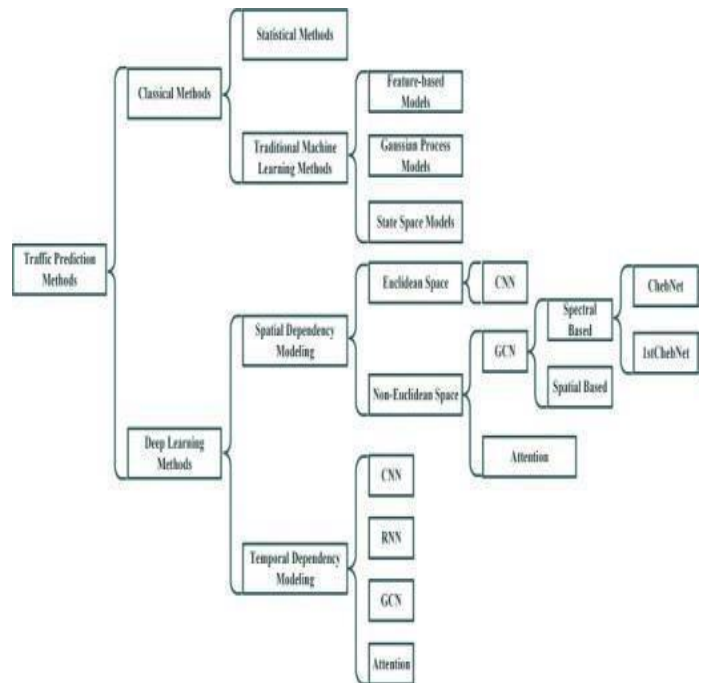 Statistical Methods
Classical Methods
Feature-based
Models
Traditional Machine
Learning Methods
Gaussian Process
Models
State Space Models
Traffic Prediction
Methods
Euclidean Space
CNN
ChebNet
Spatial Dependency
Modeling
GCN
Spectral
Based
1stChebNet
Non-Euclidean Space
Spatial Based
Deep Learning
Methods
Attention
CNN
RNN
Temporal Dependency
Modeling
GCN
Attention